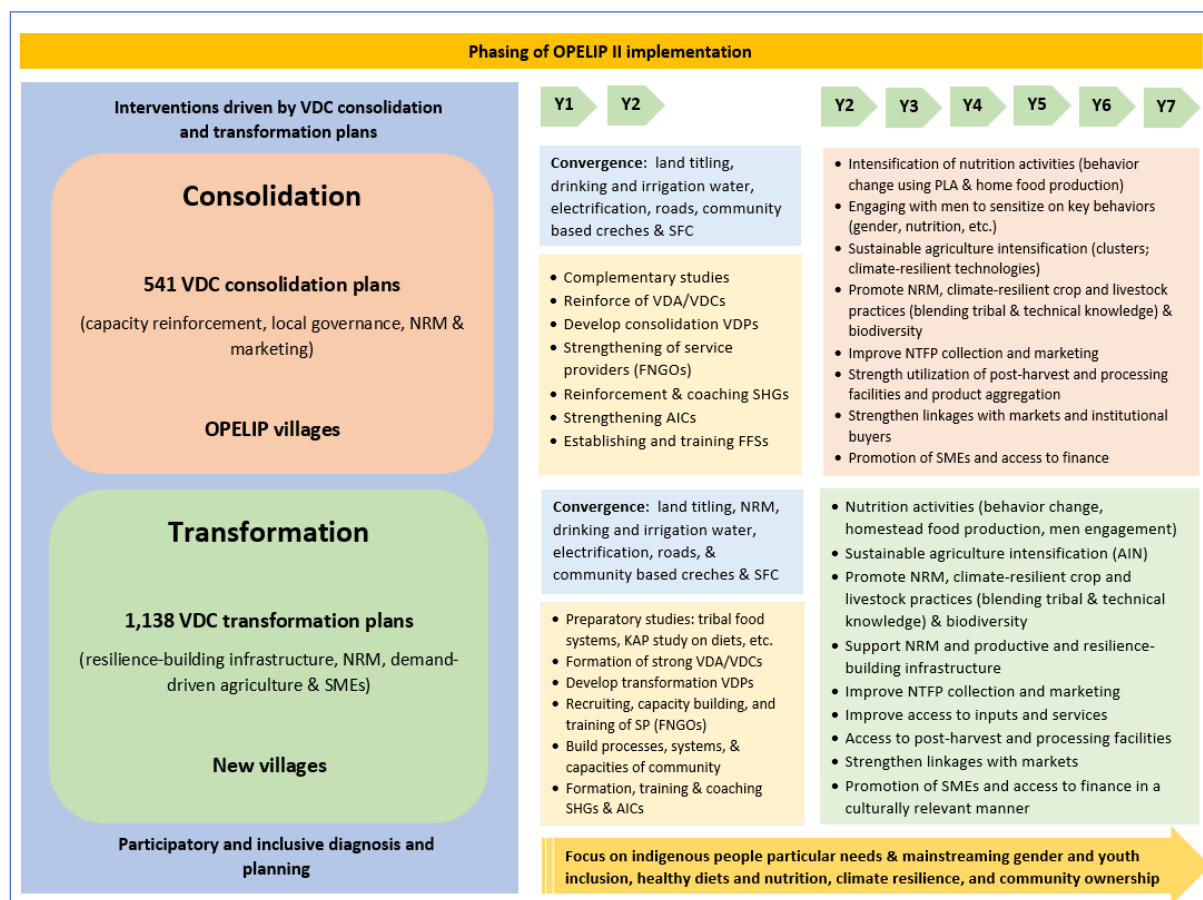 Phasing of OPELIP II implementation
Interventions driven by VDC consolidation
and transformation plans
Consolidation
541 VDC consolidation plans
(capacity reinforcement, local governance, NRM &
marketing)
OPELIP villages
Transformation
1,138 VDC transformation plans
(resilience-building infrastructure, NRM, demand-
driven agriculture & SMEs)
New villages
Participatory and inclusive diagnosis and
planning
Y1
Y2
Convergence: land titling,
drinking and irrigation water,
electrification, roads, community
based creches & SFC
• Complementary studies
• Reinforce of VDA/VDCs
• Develop consolidation VDPs
• Strengthening of service
providers (FNGOs)
• Reinforcement & coaching SHGs
• Strengthening AICs
• Establishing and training FFSs
Convergence: land titling, NRM,
drinking and irrigation water,
electrification, roads, &
community based creches & SFC
• Preparatory studies: tribal food
systems, KAP study on diets, etc.
• Formation of strong VDA/VDCs
• Develop transformation VDPs
• Recruiting, capacity building, and
training of SP (FNGOs)
• Build processes, systems, &
capacities of community
• Formation, training & coaching
SHGs & AICs
Y2
Y3
Y4
Y5
Y6
Y7
• Intensification of nutrition activities (behavior
change using PLA & home food production)
• Engaging with men to sensitize on key behaviors
(gender, nutrition, etc.)
• Sustainable agriculture intensification (clusters;
climate-resilient technologies)
• Promote NRM, climate-resilient crop and livestock
practices (blending tribal & technical knowledge) &
biodiversity
• Improve NTFP collection and marketing
• Strength utilization of post-harvest and processing
facilities and product aggregation
• Strengthen linkages with markets and institutional
buyers
• Promotion of SMEs and access to finance
• Nutrition activities (behavior change,
homestead food production, men engagement)
• Sustainable agriculture intensification (AIN)
• Promote NRM, climate-resilient crop and
livestock practices (blending tribal & technical
knowledge) & biodiversity
• Support NRM and productive and resilience-
building infrastructure
• Improve NTFP collection and marketing
• Improve access to inputs and services
• Access to post-harvest and processing facilities
• Strengthen linkages with markets
• Promotion of SMEs and access to finance in a
culturally relevant manner
Focus on indigenous people particular needs & mainstreaming gender and youth
inclusion, healthy diets and nutrition, climate resilience, and community ownership